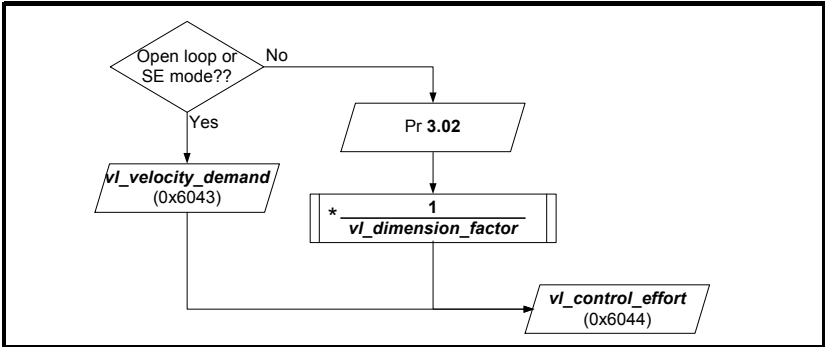 Open loop or
SE mode??
No
Yes
Pr 3.02
vl_velocity_demand
(0x6043)
* 1
vl_dimension_factor
vl_control_effort
(0x6044)